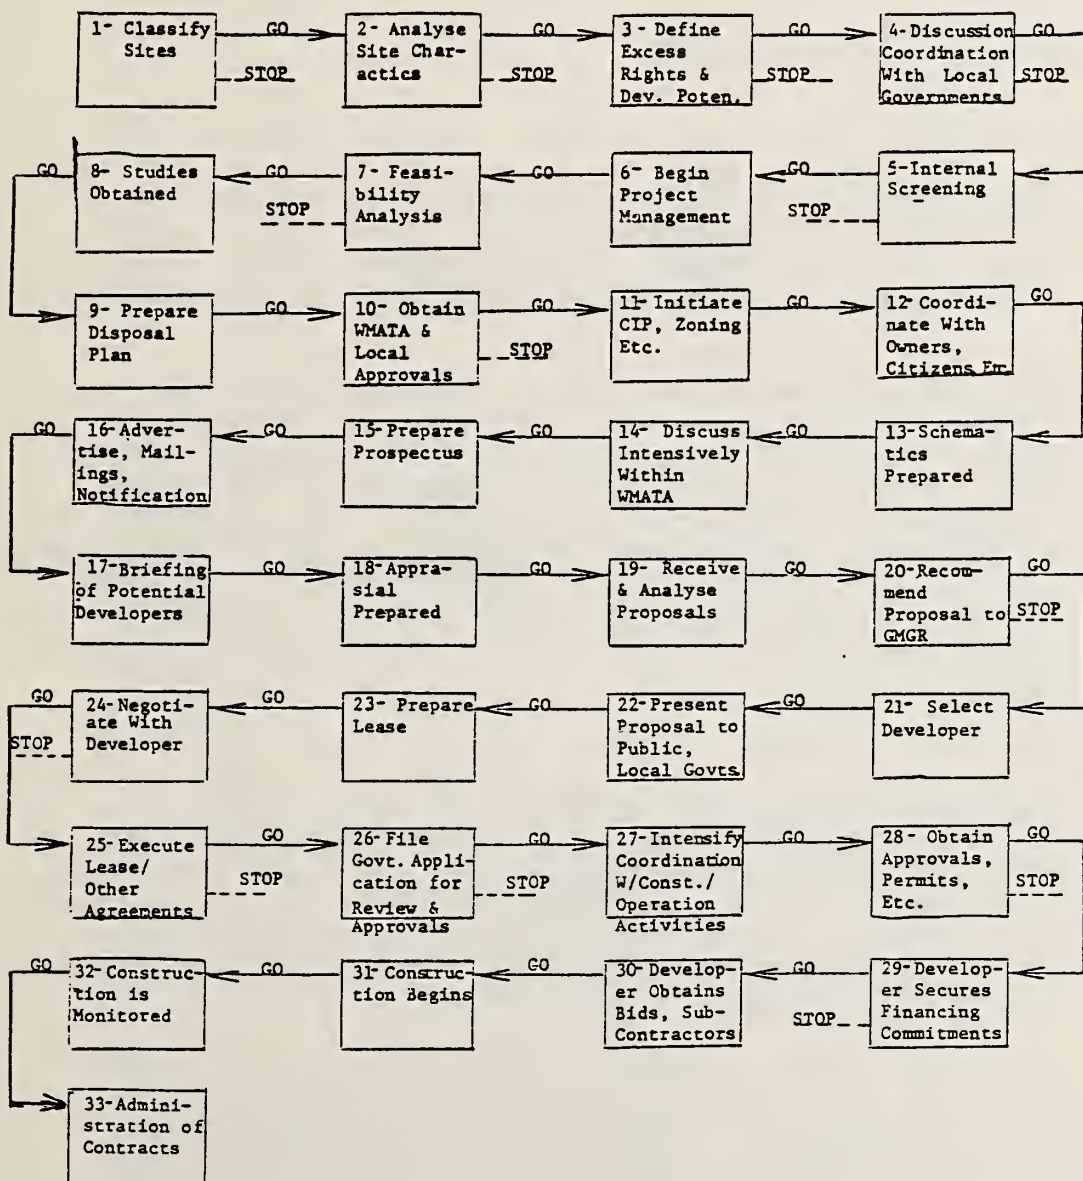 1- Classify
Sites
GO
STOP
2- Analyse
Site Char-
actics
GO
STOP
3- Define
Excess
Rights &
Dev. Poten.
GO
STOP
4-Discussion
Coordination
With Local
Governments
GO
STOP
5-Internal
Screening
GO
STOP
6- Begin
Project
Management
GO
7- Feasi-
bility
Analysis
GO
STOP
8- Studies
Obtained
GO
9- Prepare
Disposal
Plan
GO
10- Obtain
WMATA &
Local
Approvals
GO
STOP
11- Initiate
CIP, Zoning
Etc.
GO
12-Coordi-
nate With
Owners,
Citizens Etc
GO
13-Schema-
tics
Prepared
GO
14- Discuss
Intensively
Within
WMATA
GO
15-Prepare
Prospectus
GO
16-Adver-
tise, Mail-
ings,
Notification
GO
17-Briefing
of Potential
Developers
GO
18-Appra-
sial
Prepared
GO
19- Receive
& Analyse
Proposals
GO
20-Recom-
mend
Proposal to
GMGR
GO
STOP
21- Select
Developer
GO
22-Present
Proposal to
Public,
Local Govts.
GO
23- Prepare
Lease
GO
24-Negoti-
ate With
Developer
GO
STOP
25-Execute
Lease/
Other
Agreements
GO
STOP
26-File
Govt. Appli-
cation for
Review &
Approvals
GO
STOP
27-Intensify
Coordination
W/Const./
Operation
Activities
GO
28- Obtain
Approvals,
Permits,
Etc.
GO
STOP
29-Develop-
er Secures
Financing
Commitments
GO
STOP
30-Develop-
er Obtains
Bids, Sub-
Contractors
GO
31-Construc-
tion Begins
GO
32-Construc-
tion is
Monitored
GO
33-Admini-
stration of
Contracts